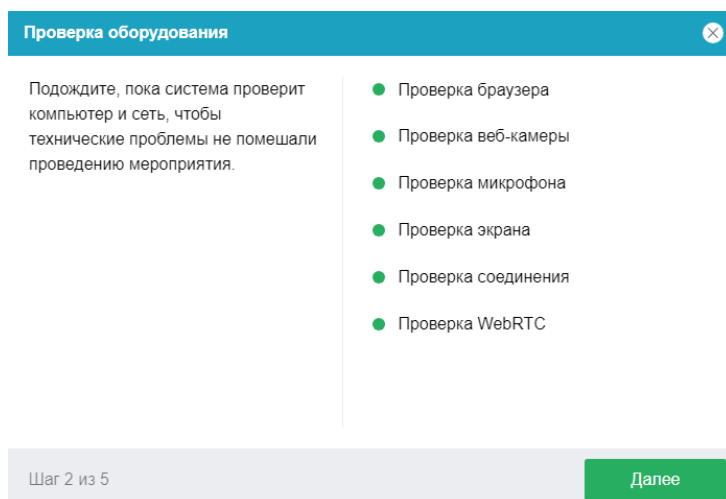 Проверка оборудования
Подождите, пока система проверит
компьютер и сеть, чтобы
технические проблемы не помешали
проведению мероприятия.
Проверка браузера
Проверка веб-камеры
Проверка микрофона
Проверка экрана
Проверка соединения
Проверка WebRTC
Шаг 2 из 5
Далее